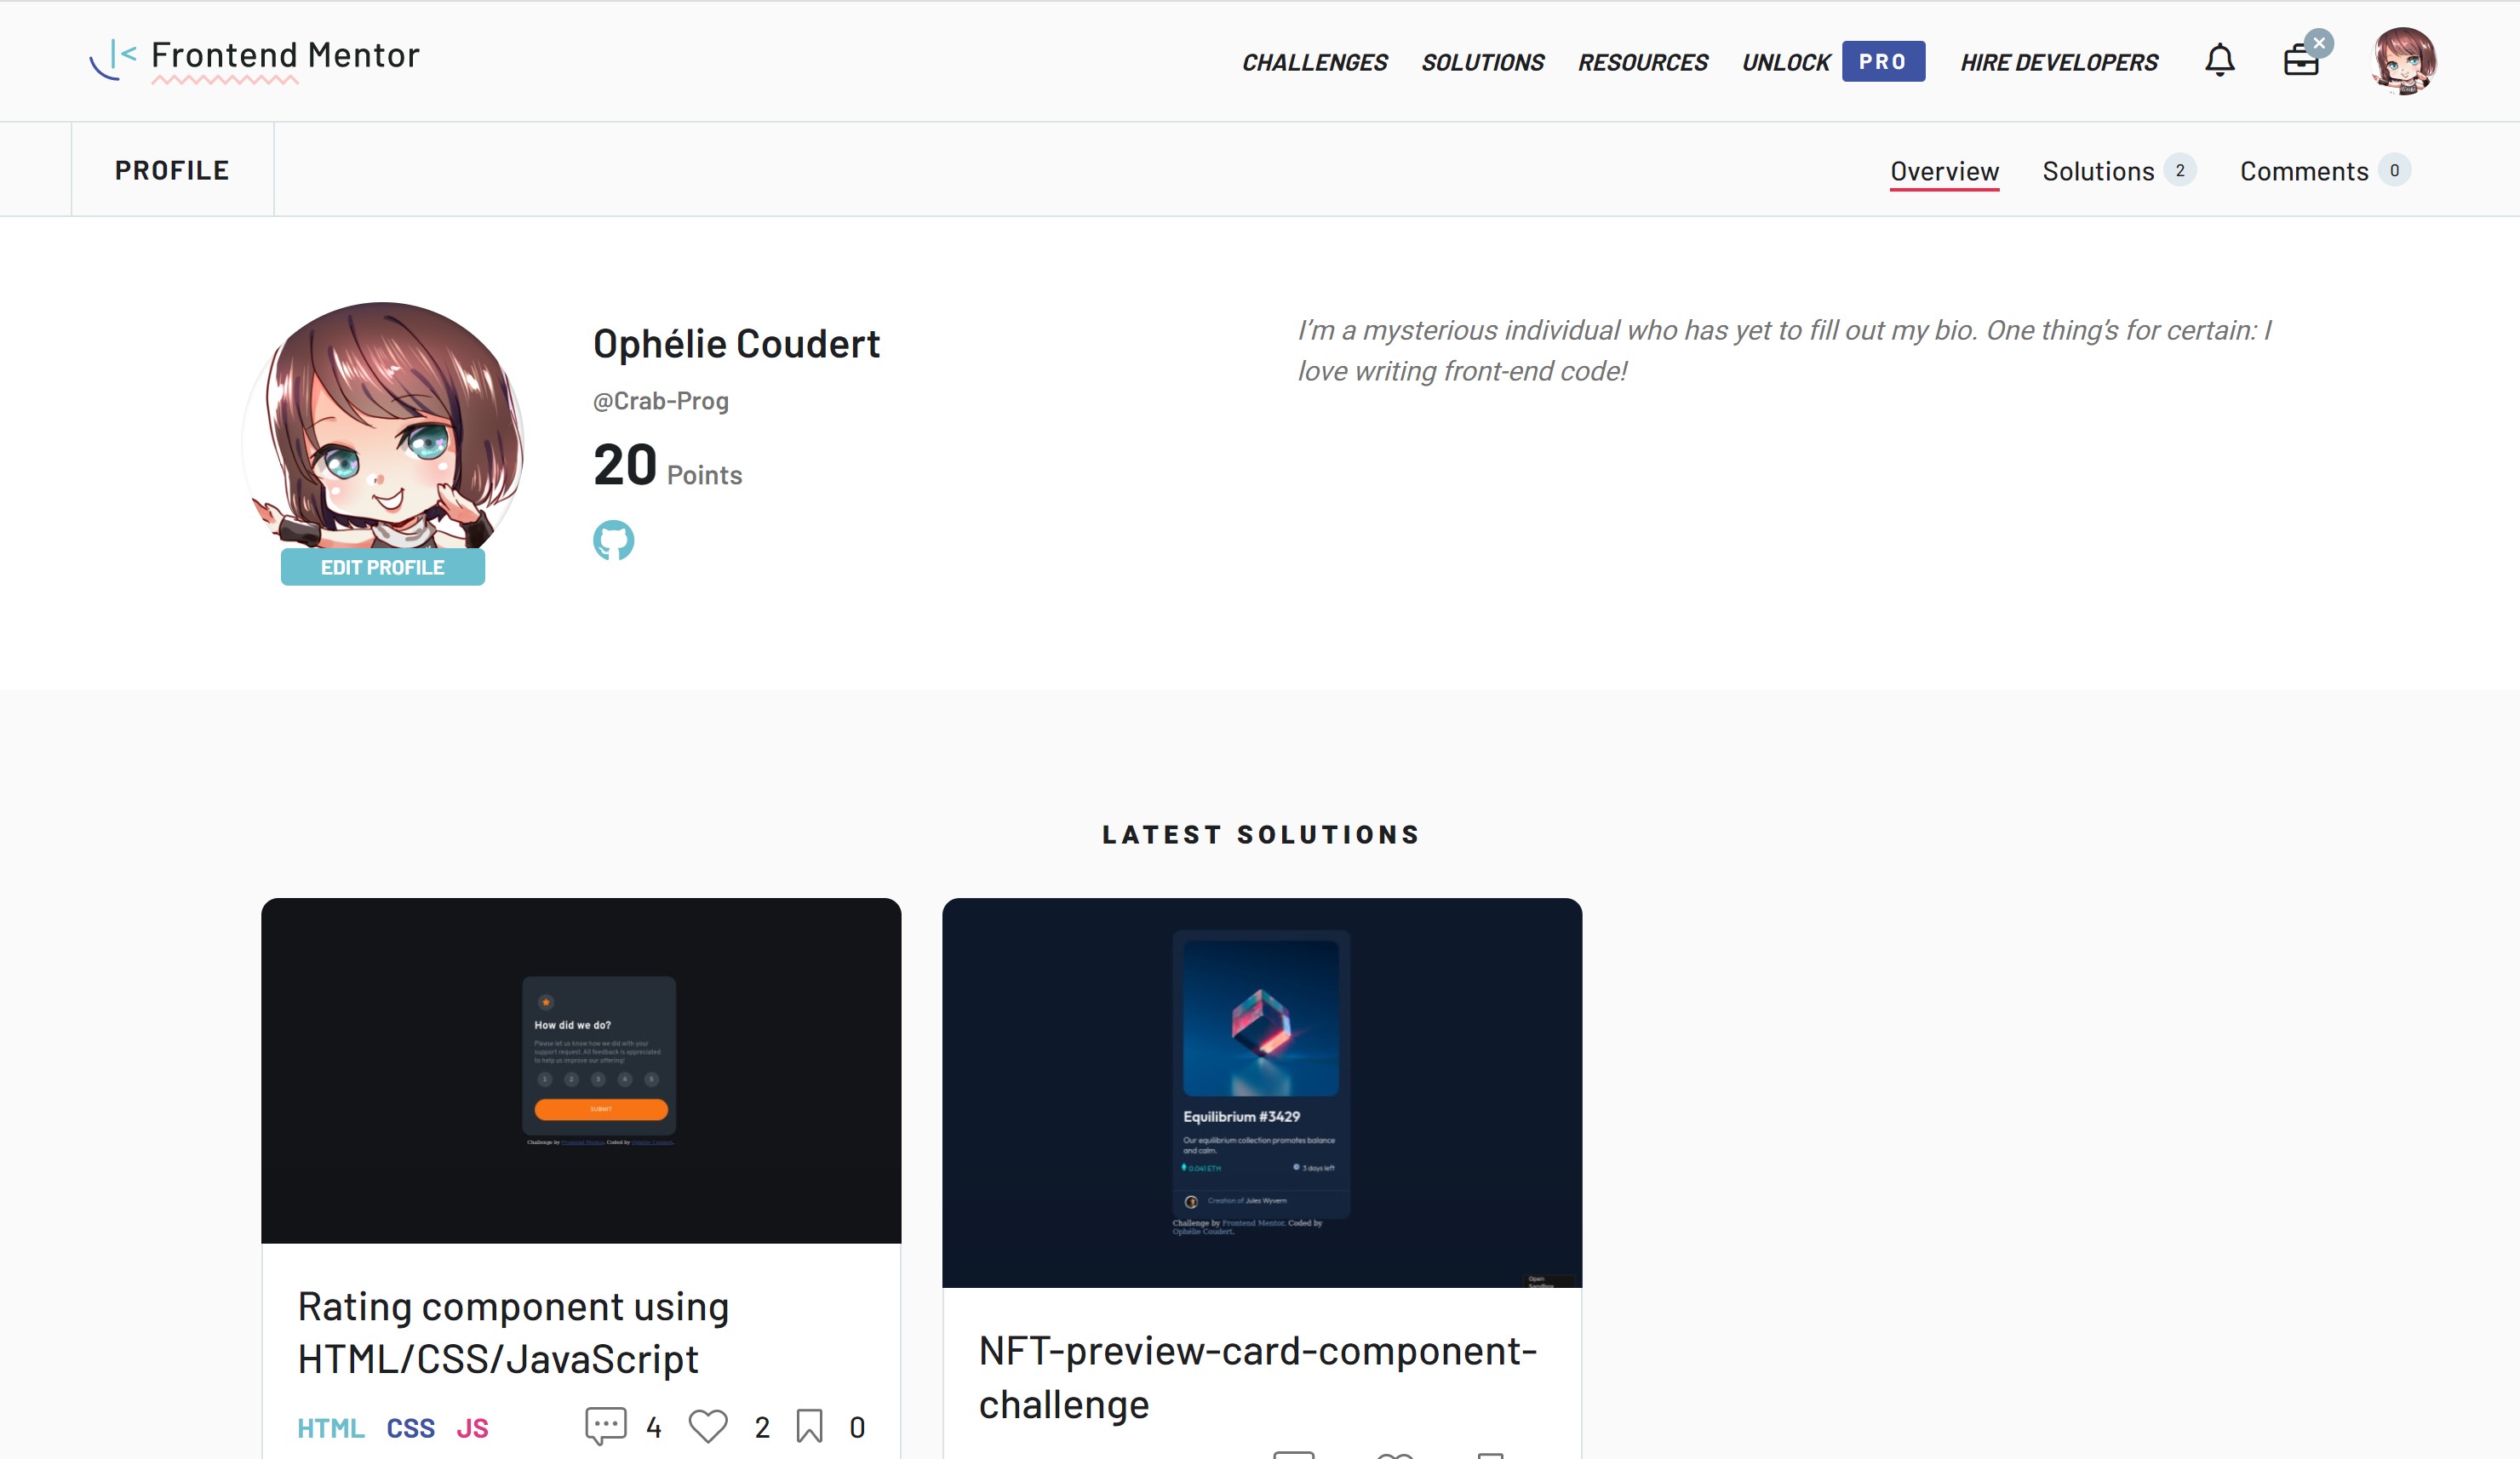 Frontend Mentor
CHALLENGES SOLUTIONS RESOURCES UNLOCK PRO HIRE DEVELOPERS
PROFILE
Overview Solutions 2 Comments 0
Ophélie Coudert
@Crab-Prog
20 Points
EDIT PROFILE
I'm a mysterious individual who has yet to fill out my bio. One thing's for certain: I
love writing front-end code!
LATEST SOLUTIONS
How did we do?
Please let us know how we did with your
support request. All feedback is appreciated
to help us improve our offering!
1 2 3 4 5
SUBMIT
Challenge by Frontend Mentor. Coded by Ophélie Coudert.
Rating component using
HTML/CSS/JavaScript
HTML CSS JS 4 2 0
Equilibrium #3429
Our equilibrium collection promotes balance
and calm.
0.041 ETH 3 days left
Creation of Jules Wyvern
Challenge by Frontend Mentor. Coded by
Ophélie Coudert.
Open
Sandbox
NFT-preview-card-component-
challenge